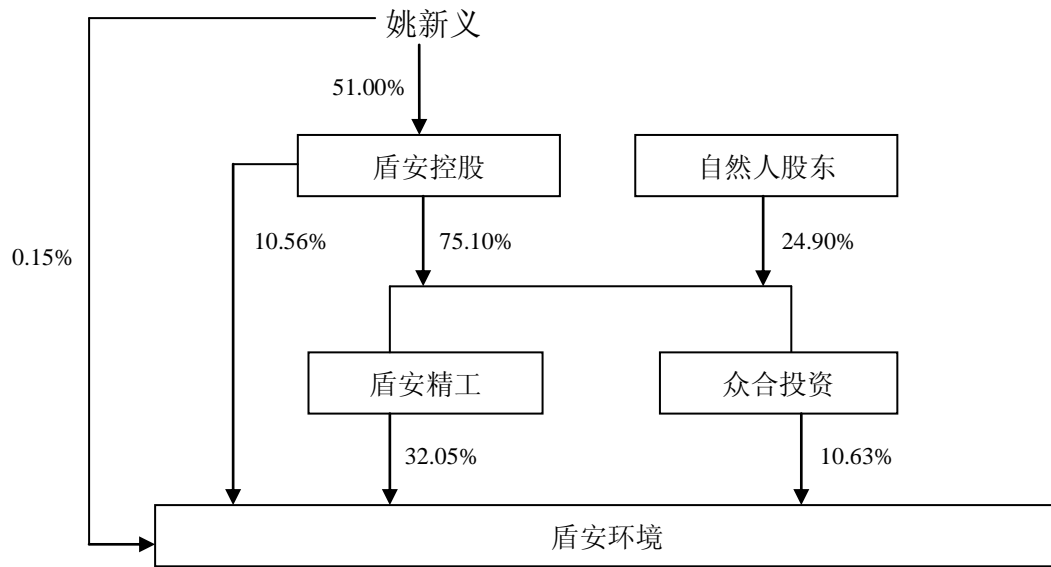 姚新义
51.00%
盾安控股
自然人股东
0.15%
10.56%
75.10%
24.90%
盾安精工
众合投资
32.05%
10.63%
盾安环境